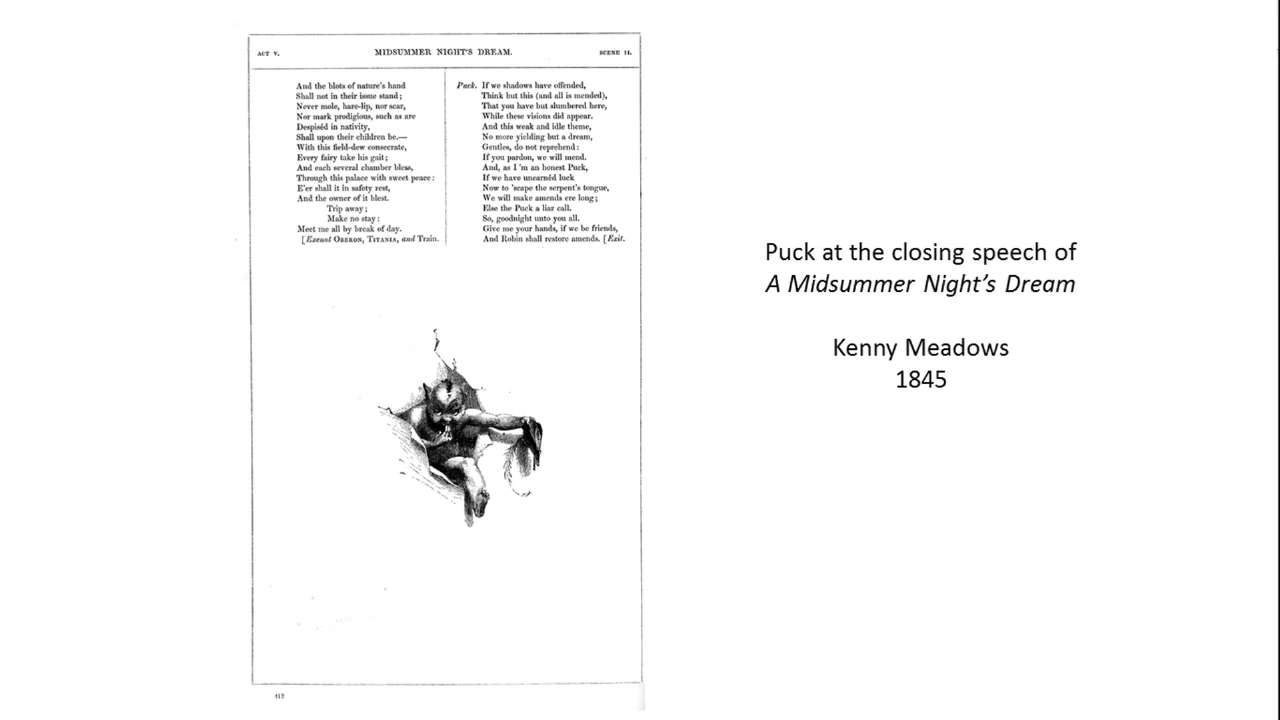 ACT V.
MIDSUMMER NIGHT'S DREAM.
SCENE II.
And the blots of nature's hand
Shall not in their issue stand;
Never mole, hare-lip, nor scar,
Nor mark prodigious, such as are
Despiséd in nativity,
Shall upon their children be.—
With this field-dew consecrate,
Every fairy take his gait;
And each several chamber bless,
Through this palace with sweet peace:
E'er shall it in safety rest,
And the owner of it blest.
Trip away;
Make no stay:
Meet me all by break of day.
[Exeunt OBERON, TITANIA, and Train.
Puck. If we shadows have offended,
Think but this (and all is mended),
That you have but slumbered here,
While these visions did appear.
And this weak and idle theme,
No more yielding but a dream,
Gentles, do not reprehend:
If you pardon, we will mend.
And, as I'm an honest Puck,
If we have unearnéd luck
Now to 'scape the serpent's tongue,
We will make amends ere long;
Else the Puck a liar call.
So, goodnight unto you all.
Give me your hands, if we be friends,
And Robin shall restore amends. [Exit.
Puck at the closing speech of
A Midsummer Night's Dream
Kenny Meadows
1845